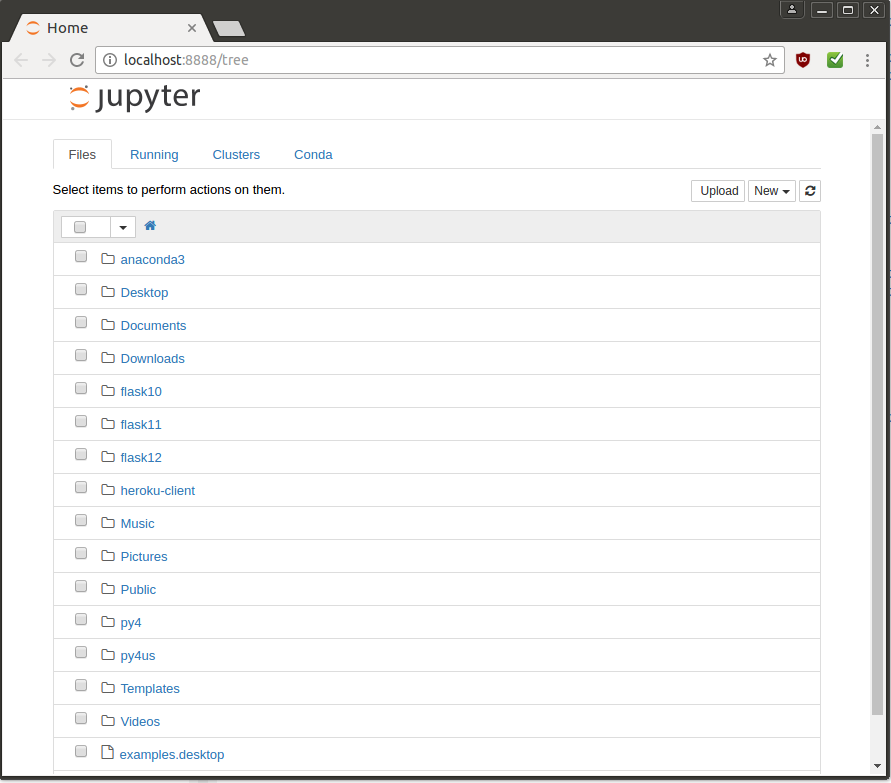 Home
localhost:8888/tree
jupyter
Files Running Clusters Conda
Select items to perform actions on them. Upload New
anaconda3
Desktop
Documents
Downloads
flask10
flask11
flask12
heroku-client
Music
Pictures
Public
py4
py4us
Templates
Videos
examples.desktop